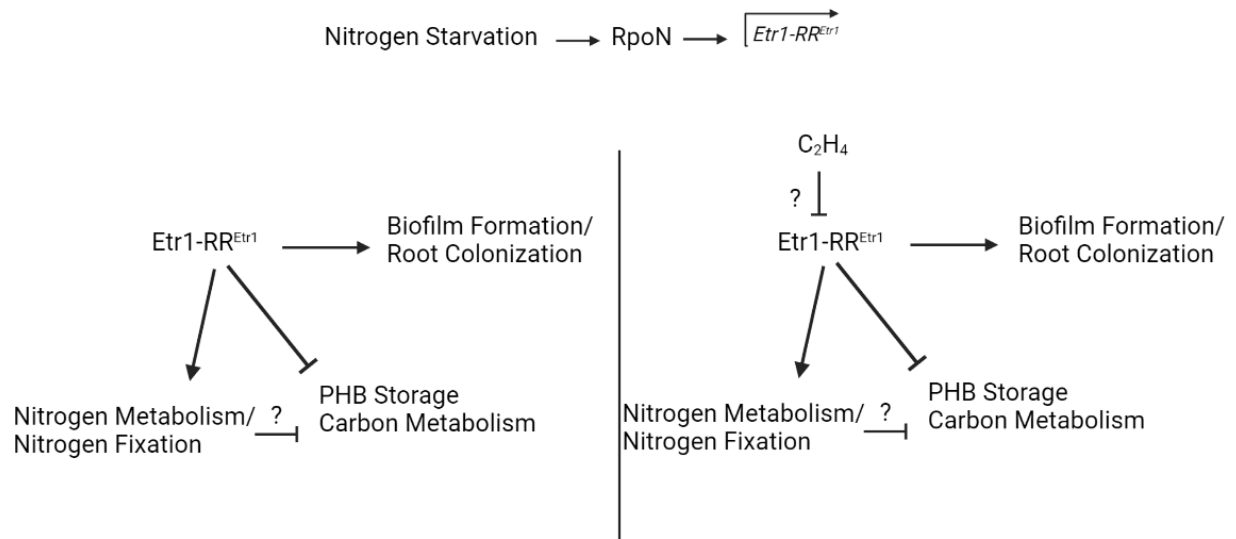 Nitrogen Starvation RpoN Etr1-RR^Etr1
Etr1-RR^Etr1
Biofilm Formation/
Root Colonization
Nitrogen Metabolism/
Nitrogen Fixation
?
PHB Storage
Carbon Metabolism
C₂H₄
?
Etr1-RR^Etr1
Biofilm Formation/
Root Colonization
Nitrogen Metabolism/
Nitrogen Fixation
?
PHB Storage
Carbon Metabolism